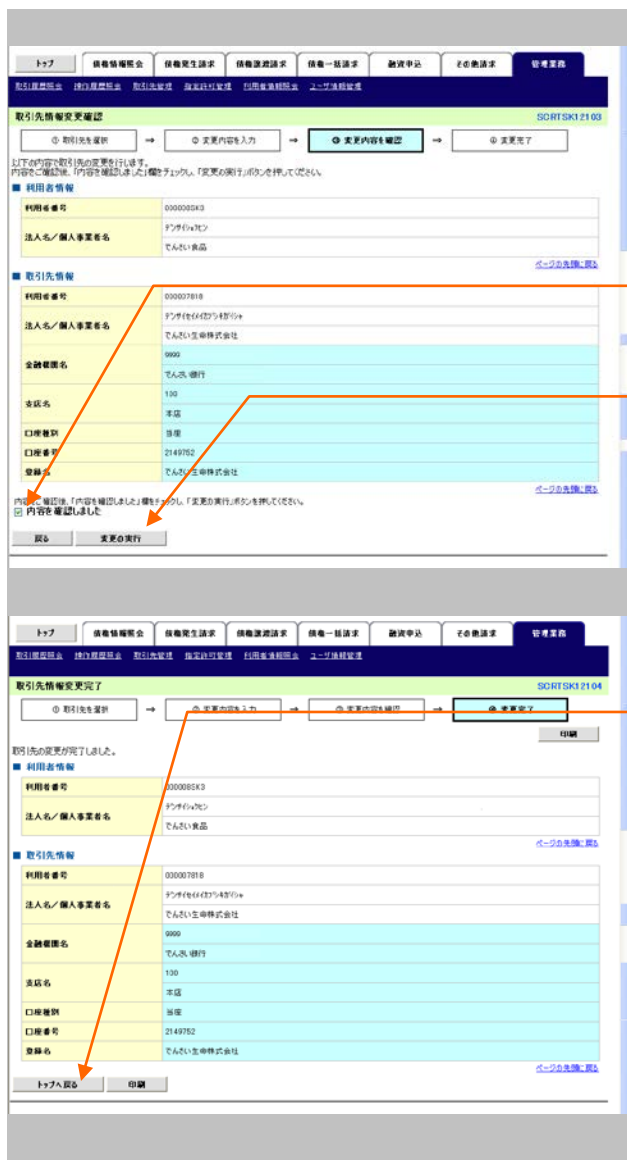 トップ 債権情報照会 債権発生請求 債権譲渡請求 債権一括請求 融資申込 その他請求 管理業務
取引履歴照会 操作履歴照会 取引先管理 指定許可管理 利用者情報照会 ユーザ情報管理
取引先情報変更確認 SCRTSK12103
① 取引先を選択 → ② 変更内容を入力 → ③ 変更内容を確認 → ④ 変更完了
以下の内容で取引先の変更を行います。
内容をご確認後、「内容を確認しました」欄をチェックし、「変更の実行」ボタンを押してください。
■ 利用者情報
利用者番号 000000SK3
法人名／個人事業者名 デンサイショクヒン
でんさい食品
ページの先頭に戻る
■ 取引先情報
利用者番号 000007818
法人名／個人事業者名 デンサイセイメイカブシキガイシャ
でんさい生命株式会社
金融機関名 9999
でんさい銀行
支店名 100
本店
口座種別 当座
口座番号 2149752
登録名 でんさい生命株式会社
ページの先頭に戻る
内容をご確認後、「内容を確認しました」欄をチェックし、「変更の実行」ボタンを押してください。
内容を確認しました
戻る 変更の実行
トップ 債権情報照会 債権発生請求 債権譲渡請求 債権一括請求 融資申込 その他請求 管理業務
取引履歴照会 操作履歴照会 取引先管理 指定許可管理 利用者情報照会 ユーザ情報管理
取引先情報変更完了 SCRTSK12104
① 取引先を選択 → ② 変更内容を入力 → ③ 変更内容を確認 → ④ 変更完了
印刷
取引先の変更が完了しました。
■ 利用者情報
利用者番号 000008SK3
法人名／個人事業者名 デンサイショクヒン
でんさい食品
ページの先頭に戻る
■ 取引先情報
利用者番号 000007818
法人名／個人事業者名 デンサイセイメイカブシキガイシャ
でんさい生命株式会社
金融機関名 9999
でんさい銀行
支店名 100
本店
口座種別 当座
口座番号 2149752
登録名 でんさい生命株式会社
ページの先頭に戻る
トップへ戻る 印刷